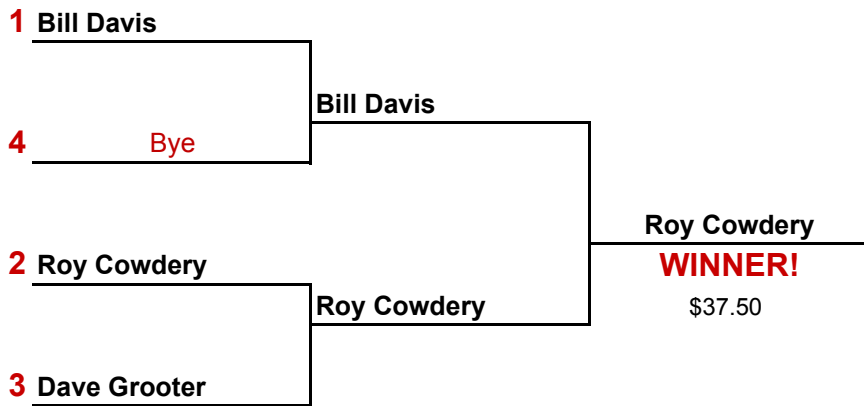 1 Bill Davis
Bill Davis
4 Bye
Roy Cowdery
WINNER!
$37.50
2 Roy Cowdery
Roy Cowdery
3 Dave Grooter